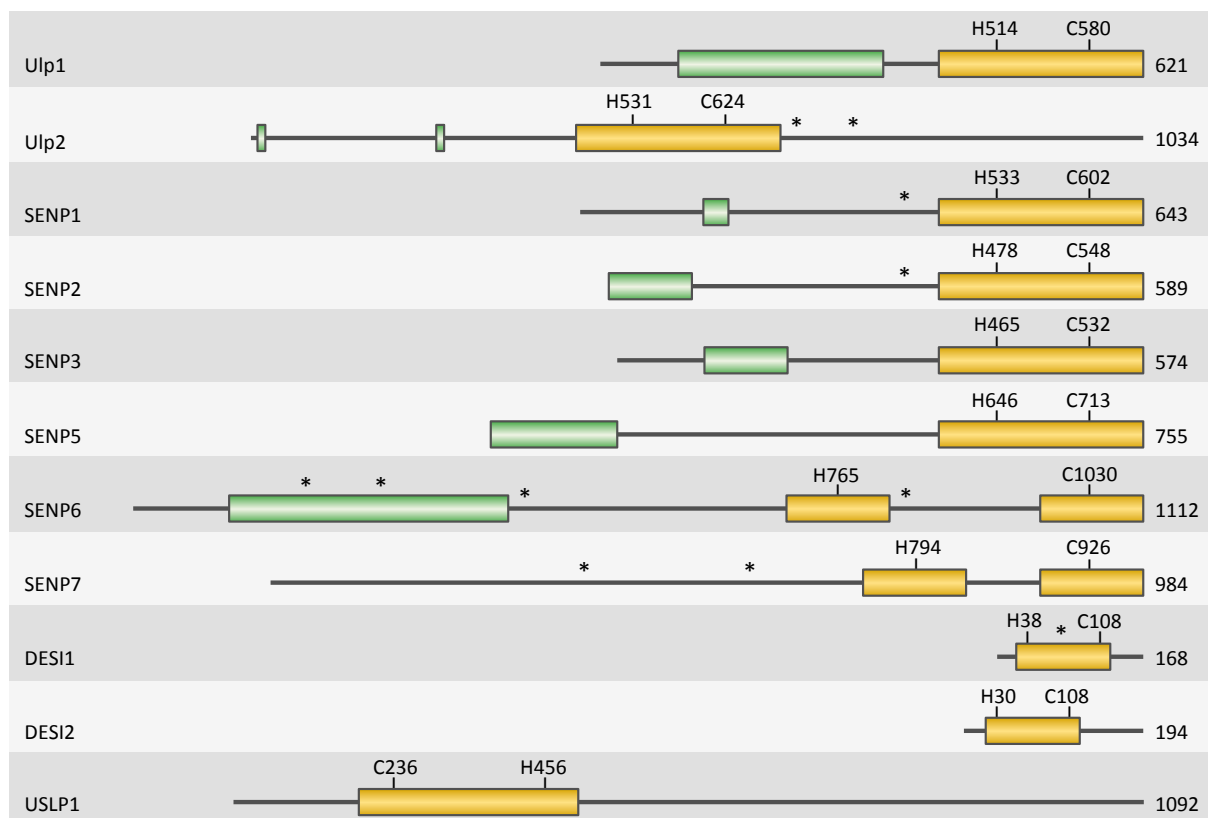 H514 C580
Ulp1 621
H531 C624 * *
Ulp2 1034
H533 C602
*
SENP1 643
H478 C548
*
SENP2 589
H465 C532
SENP3 574
H646 C713
SENP5 755
H765 C1030
* * * *
SENP6 1112
H794 C926
* *
SENP7 984
H38 * C108
DESI1 168
H30 C108
DESI2 194
C236 H456
USLP1 1092